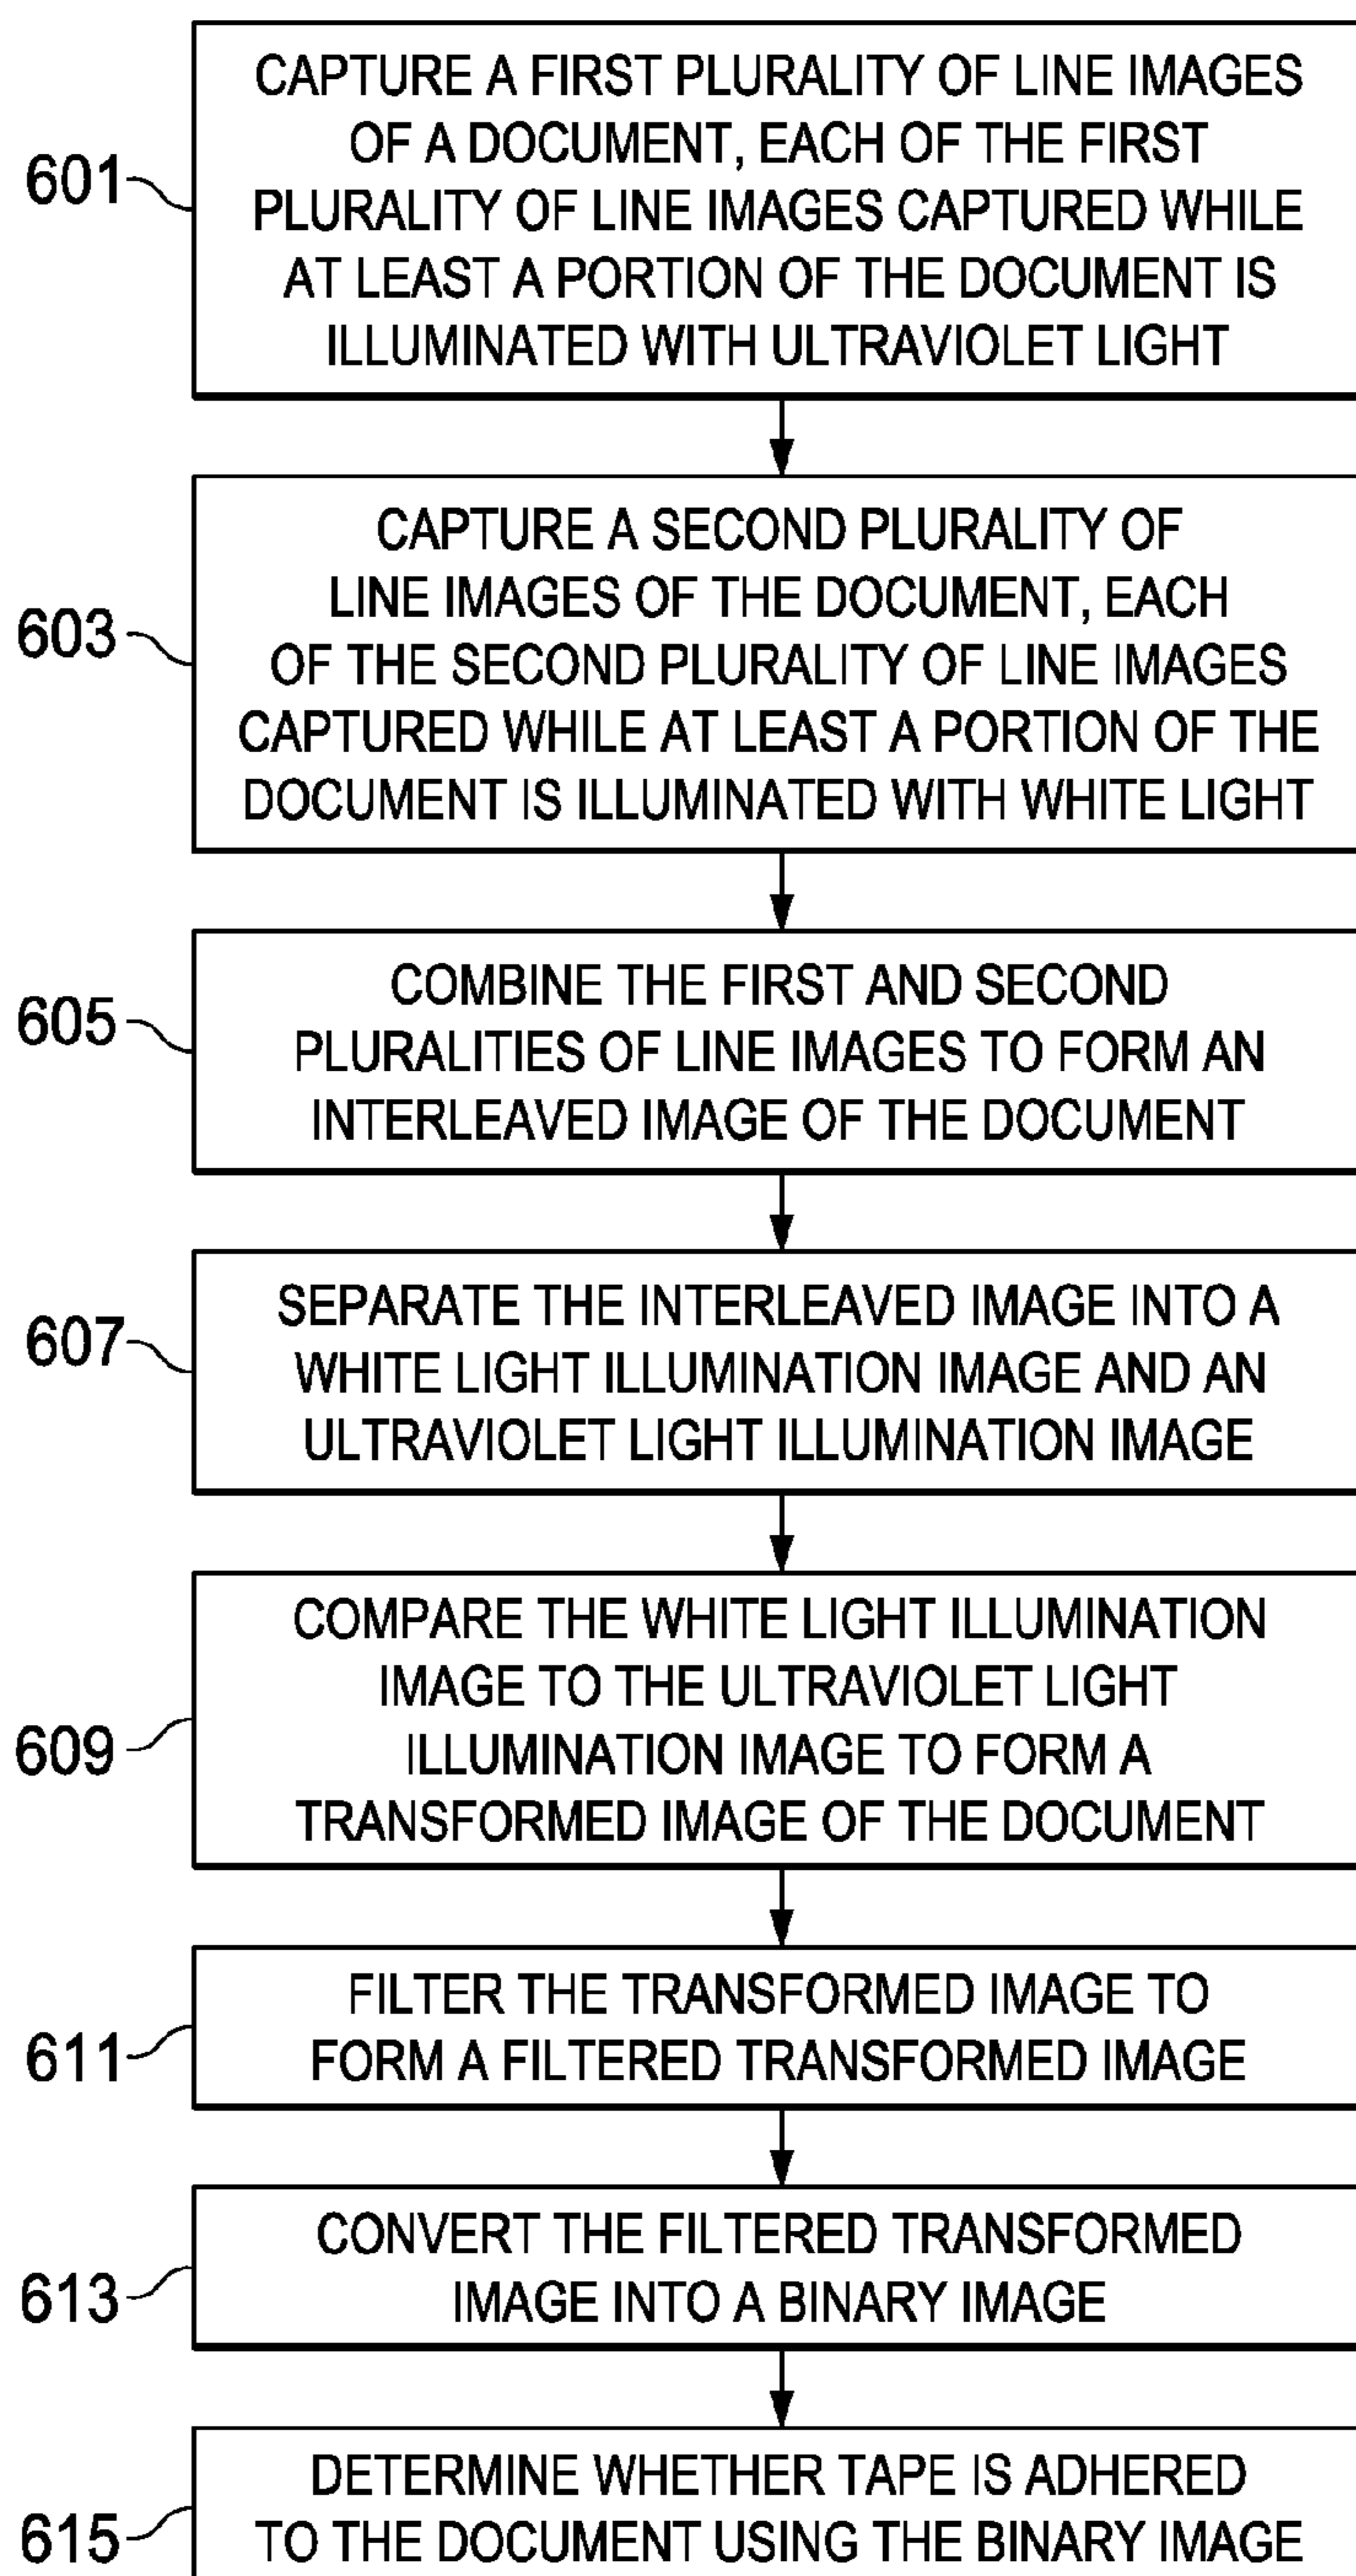 CAPTURE A FIRST PLURALITY OF LINE IMAGES
OF A DOCUMENT, EACH OF THE FIRST
601
PLURALITY OF LINE IMAGES CAPTURED WHILE
AT LEAST A PORTION OF THE DOCUMENT IS
ILLUMINATED WITH ULTRAVIOLET LIGHT
CAPTURE A SECOND PLURALITY OF
LINE IMAGES OF THE DOCUMENT, EACH
603
OF THE SECOND PLURALITY OF LINE IMAGES
CAPTURED WHILE AT LEAST A PORTION OF THE
DOCUMENT IS ILLUMINATED WITH WHITE LIGHT
COMBINE THE FIRST AND SECOND
605
PLURALITIES OF LINE IMAGES TO FORM AN
INTERLEAVED IMAGE OF THE DOCUMENT
SEPARATE THE INTERLEAVED IMAGE INTO A
607
WHITE LIGHT ILLUMINATION IMAGE AND AN
ULTRAVIOLET LIGHT ILLUMINATION IMAGE
COMPARE THE WHITE LIGHT ILLUMINATION
IMAGE TO THE ULTRAVIOLET LIGHT
609
ILLUMINATION IMAGE TO FORM A
TRANSFORMED IMAGE OF THE DOCUMENT
FILTER THE TRANSFORMED IMAGE TO
611
FORM A FILTERED TRANSFORMED IMAGE
CONVERT THE FILTERED TRANSFORMED
613
IMAGE INTO A BINARY IMAGE
DETERMINE WHETHER TAPE IS ADHERED
615
TO THE DOCUMENT USING THE BINARY IMAGE